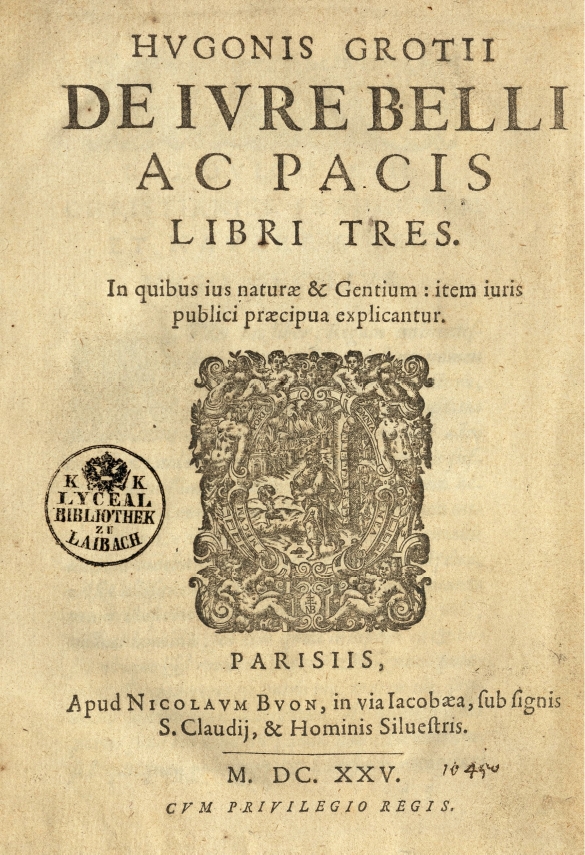 HVGONIS GROTII
DE IVRE BELLI
AC PACIS
LIBRI TRES.
In quibus ius naturæ & Gentium : item iuris
publici præcipua explicantur.
K K
LYCEAL
BIBLIOTHEK
ZU
LAIBACH
PARISIIS,
Apud NICOLAVM BVON, in via Iacobæa, ſub ſignis
S. Claudij, & Hominis Silueſtris.
M. DC. XXV.
10450
CVM PRIVILEGIO REGIS.